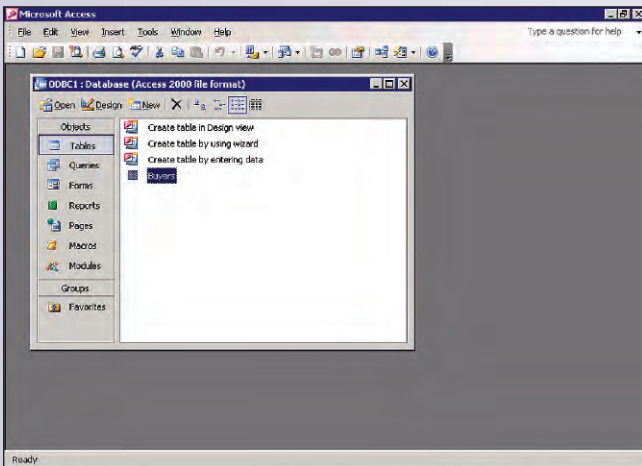 Microsoft Access
File Edit View Insert Tools Window Help Type a question for help
ODBC1 : Database (Access 2000 file format)
Open Design New
Objects
Tables
Queries
Forms
Reports
Pages
Macros
Modules
Groups
Favorites
Create table in Design view
Create table by using wizard
Create table by entering data
Buyers
Ready